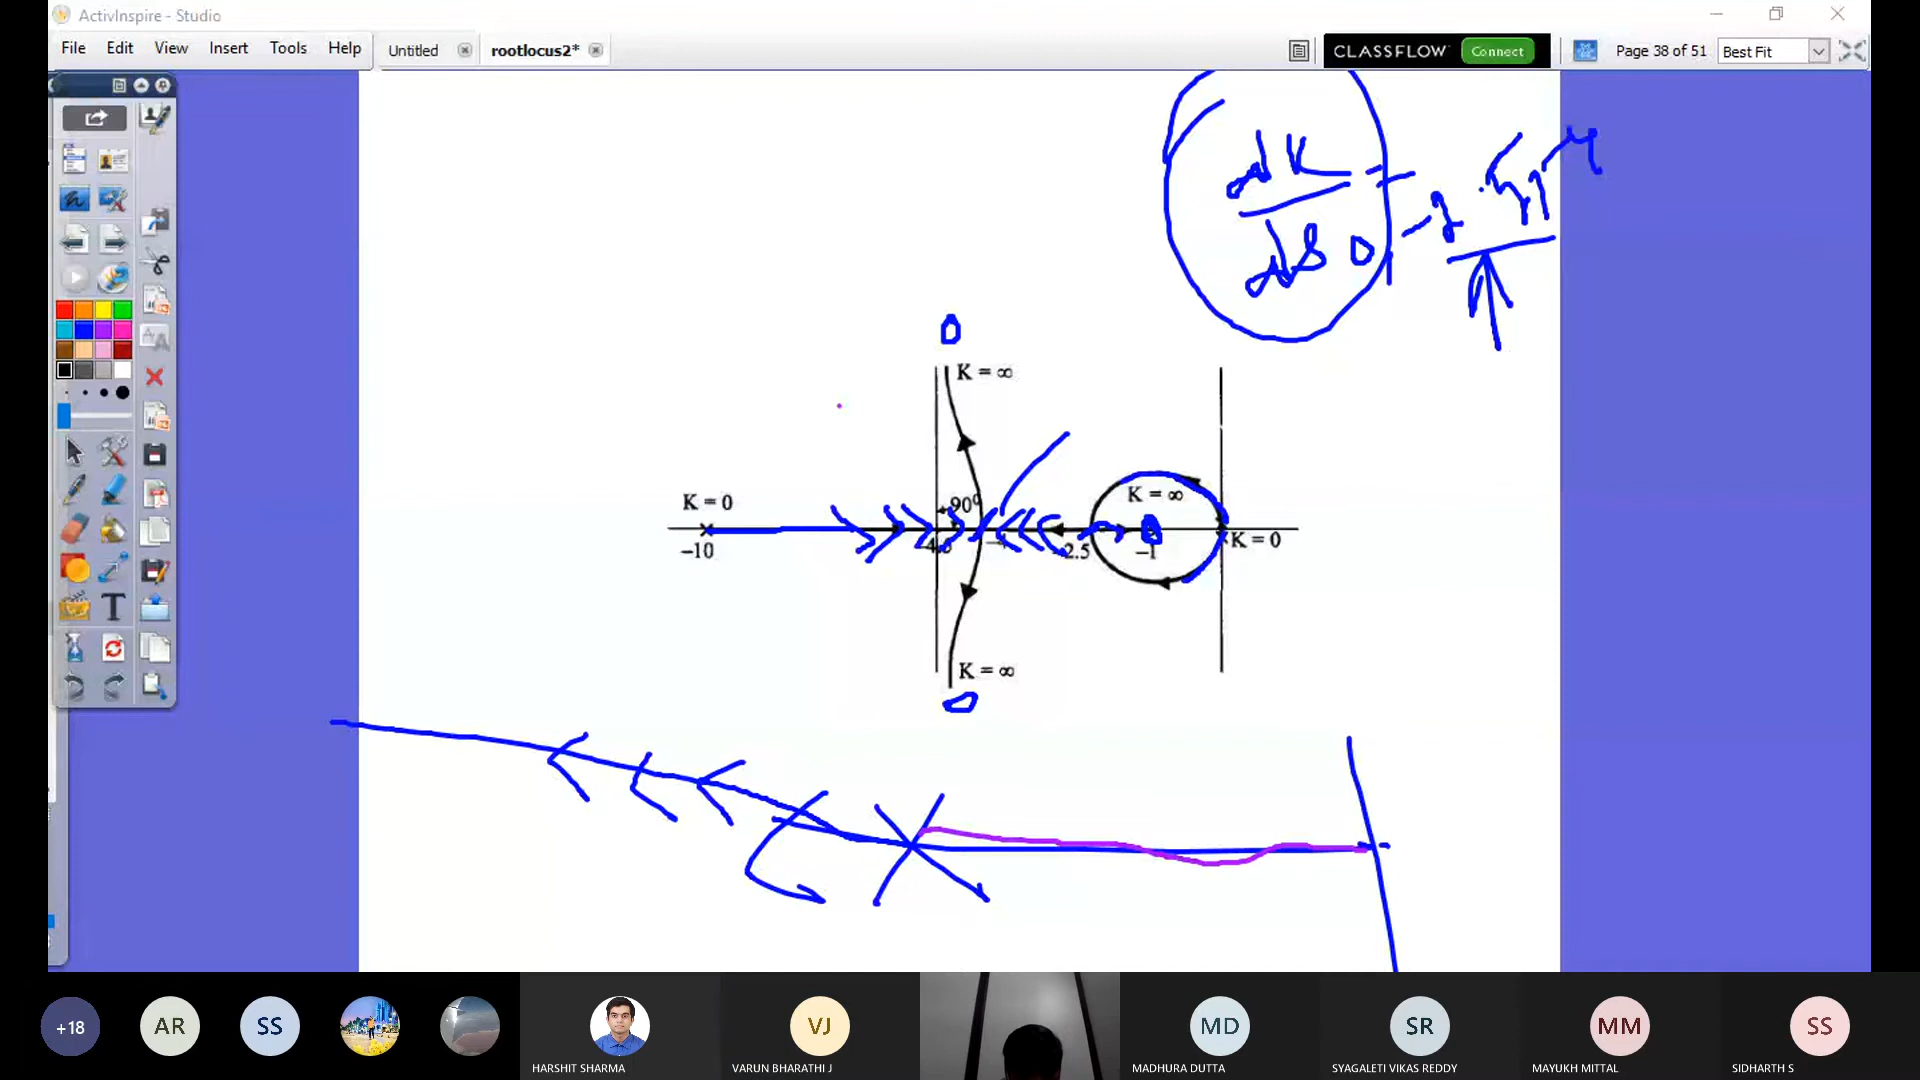 ActivInspire - Studio
File Edit View Insert Tools Help
Untitled
rootlocus2*
CLASSFLOW Connect
Page 38 of 51
Best Fit
dK
ds
0
K = ∞
90°
K = 0
K = ∞
K = 0
-10
-2.5
-1
K = ∞
+18
AR
SS
VJ
MD
SR
MM
SS
HARSHIT SHARMA
VARUN BHARATHI J
MADHURA DUTTA
SYAGALETI VIKAS REDDY
MAYUKH MITTAL
SIDHARTH S